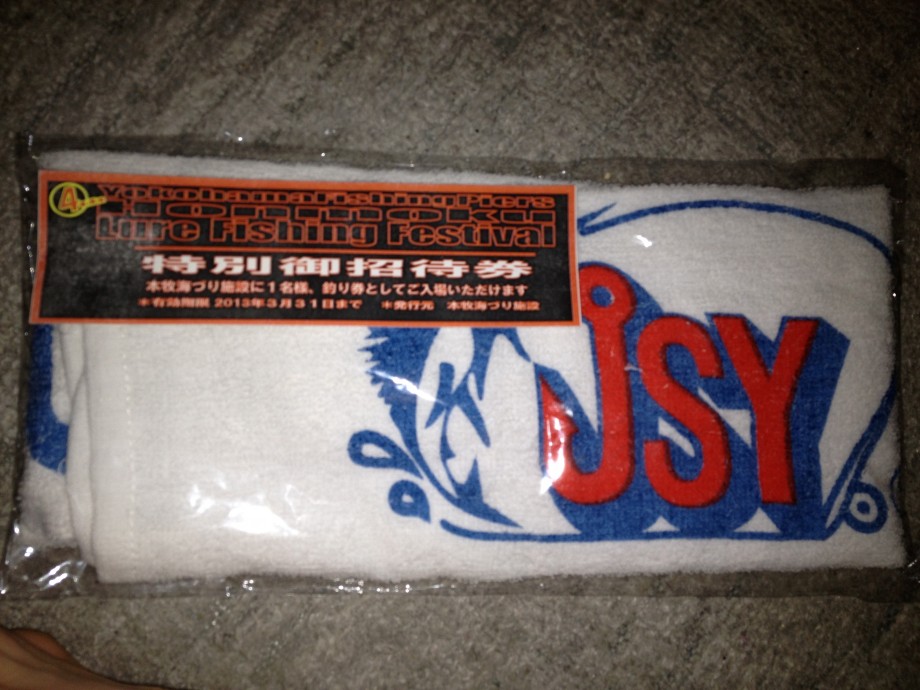 A
Yokohama Fishing Piers
Honmoku
Lure Fishing Festival
特別御招待券
本牧海づり施設に1名様、釣り券としてご入場いただけます
*有効期限 2013年3月31日まで *発行元 本牧海づり施設
JSY